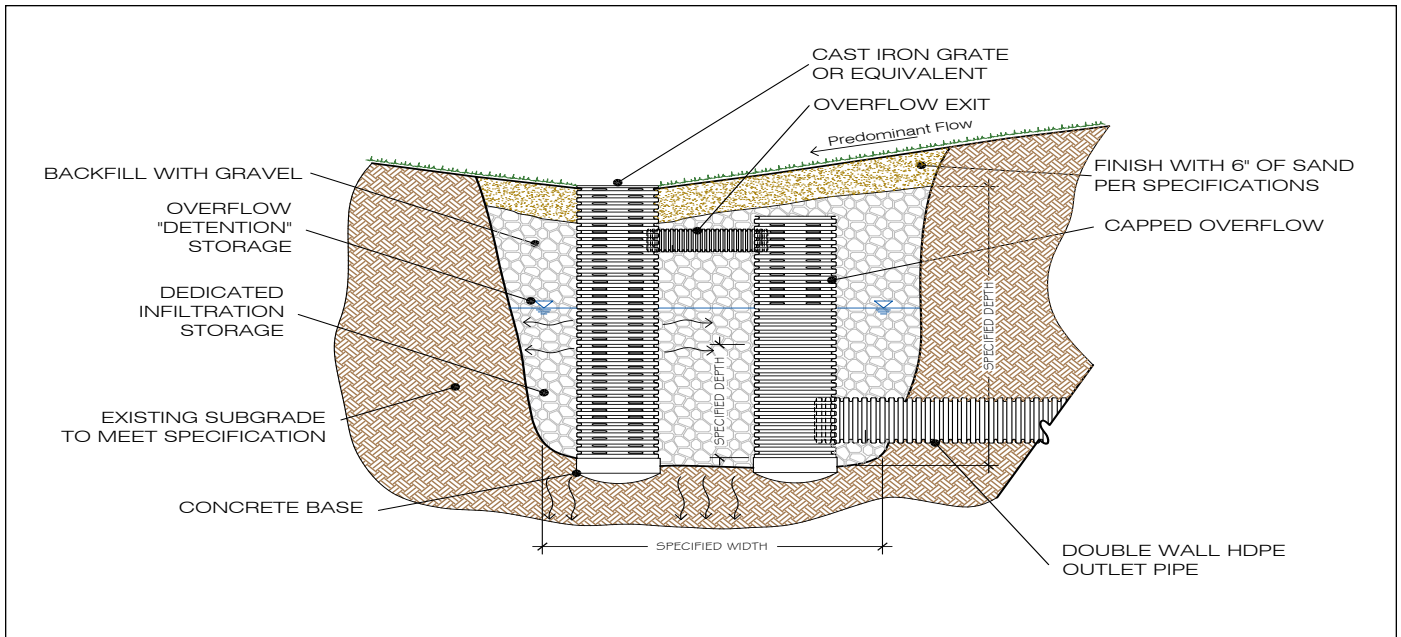 CAST IRON GRATE
OR EQUIVALENT
OVERFLOW EXIT
Predominant Flow
BACKFILL WITH GRAVEL
FINISH WITH 6" OF SAND
PER SPECIFICATIONS
OVERFLOW
"DETENTION"
STORAGE
CAPPED OVERFLOW
DEDICATED
INFILTRATION
STORAGE
SPECIFIED DEPTH
SPECIFIED DEPTH
EXISTING SUBGRADE
TO MEET SPECIFICATION
CONCRETE BASE
SPECIFIED WIDTH
DOUBLE WALL HDPE
OUTLET PIPE